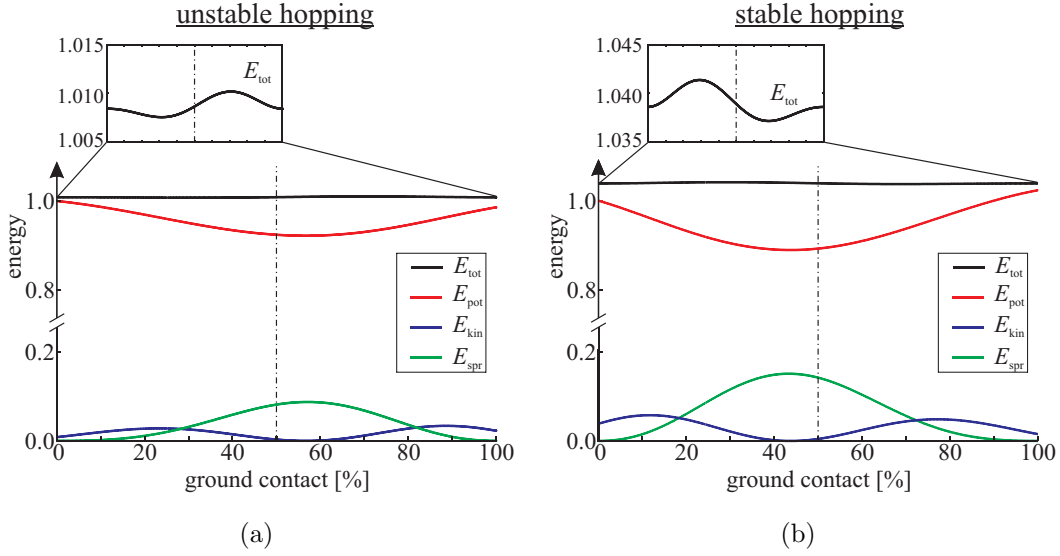 unstable hopping
stable hopping
1.015
1.010
1.005
E_tot
1.045
1.040
1.035
E_tot
energy
1.0
0.8
0.2
0.0
E_tot
E_pot
E_kin
E_spr
0 20 40 60 80 100
ground contact [%]
(a)
energy
1.0
0.8
0.2
0.0
E_tot
E_pot
E_kin
E_spr
0 20 40 60 80 100
ground contact [%]
(b)